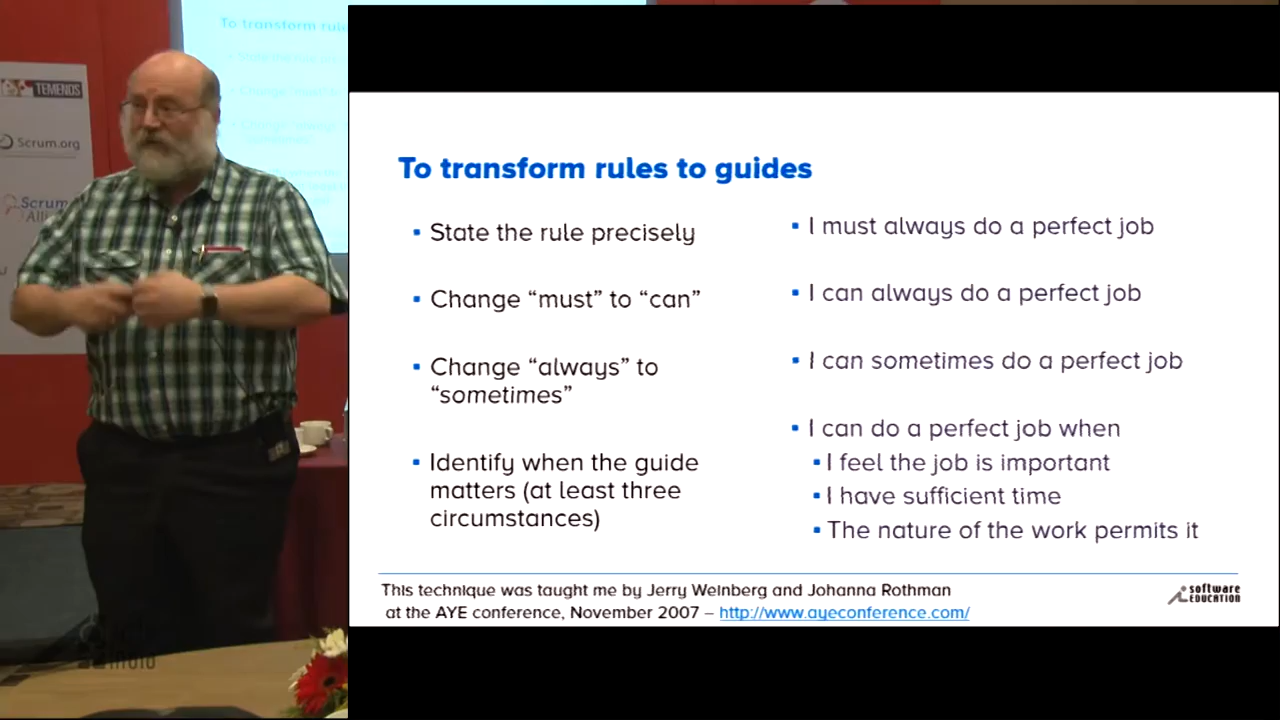 To transform rules
TEMENOS
Scrum.org
Scrum
Alli
To transform rules to guides
▪ State the rule precisely
▪ Change “must” to “can”
▪ Change “always” to
“sometimes”
▪ Identify when the guide
matters (at least three
circumstances)
▪ I must always do a perfect job
▪ I can always do a perfect job
▪ I can sometimes do a perfect job
▪ I can do a perfect job when
▪ I feel the job is important
▪ I have sufficient time
▪ The nature of the work permits it
This technique was taught me by Jerry Weinberg and Johanna Rothman
at the AYE conference, November 2007 – http://www.ayeconference.com/
software
EDUCATION